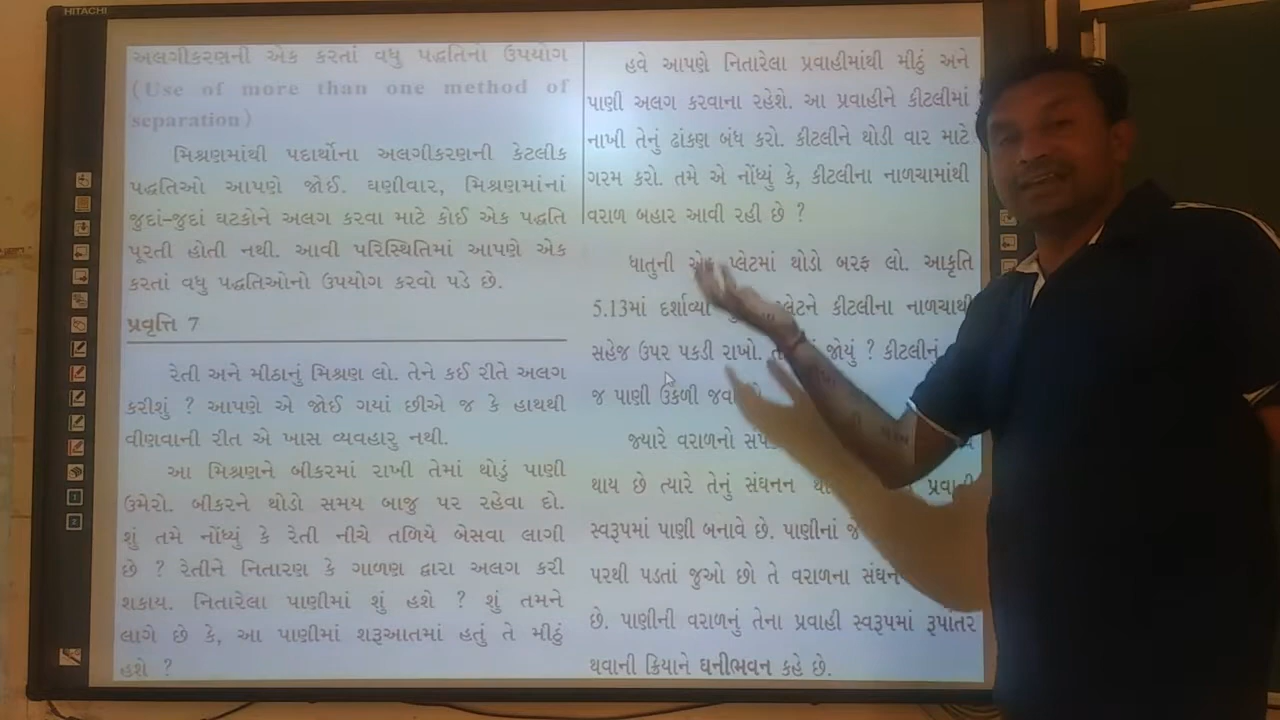 HITACHI
અલગીકરણની એક કરતાં વધુ પદ્ધતિનો ઉપયોગ
(Use of more than one method of
separation)
મિશ્રણમાંથી પદાર્થોના અલગીકરણની કેટલીક
પદ્ધતિઓ આપણે જોઈ. ઘણીવાર, મિશ્રણમાંનાં
જુદાં-જુદાં ઘટકોને અલગ કરવા માટે કોઈ એક પદ્ધતિ
પૂરતી હોતી નથી. આવી પરિસ્થિતિમાં આપણે એક
કરતાં વધુ પદ્ધતિઓનો ઉપયોગ કરવો પડે છે.
પ્રવૃત્તિ 7
રેતી અને મીઠાનું મિશ્રણ લો. તેને કઈ રીતે અલગ
કરીશું ? આપણે એ જોઈ ગયાં છીએ જ કે હાથથી
વીણવાની રીત એ ખાસ વ્યવહારુ નથી.
આ મિશ્રણને બીકરમાં રાખી તેમાં થોડું પાણી
ઉમેરો. બીકરને થોડો સમય બાજુ પર રહેવા દો.
શું તમે નોંધ્યું કે રેતી નીચે તળિયે બેસવા લાગી
છે ? રેતીને નિતારણ કે ગાળણ દ્વારા અલગ કરી
શકાય. નિતારેલા પાણીમાં શું હશે ? શું તમને
લાગે છે કે, આ પાણીમાં શરૂઆતમાં હતું તે મીઠું
હશે ?
હવે આપણે નિતારેલા પ્રવાહીમાંથી મીઠું અને
પાણી અલગ કરવાના રહેશે. આ પ્રવાહીને કીટલીમાં
નાખી તેનું ઢાંકણ બંધ કરો. કીટલીને થોડી વાર માટે
ગરમ કરો. તમે એ નોંધ્યું કે, કીટલીના નાળચામાંથી
વરાળ બહાર આવી રહી છે ?
ધાતુની એક પ્લેટમાં થોડો બરફ લો. આકૃતિ
5.13માં દર્શાવ્યા કીટલીના નાળચાથી
સહેજ ઉપર પકડી રાખો. જોયું ?
જ પાણી ઉકળી
જ્યારે વરાળનો
થાય છે ત્યારે તેનું સંઘનન
સ્વરૂપમાં પાણી બનાવે છે. પાણીનાં
પરથી પડતાં જુઓ છો તે વરાળના
છે. પાણીની વરાળનું તેના પ્રવાહી સ્વરૂપમાં રૂપાંતર
થવાની ક્રિયાને ઘનીભવન કહે છે.
1
2